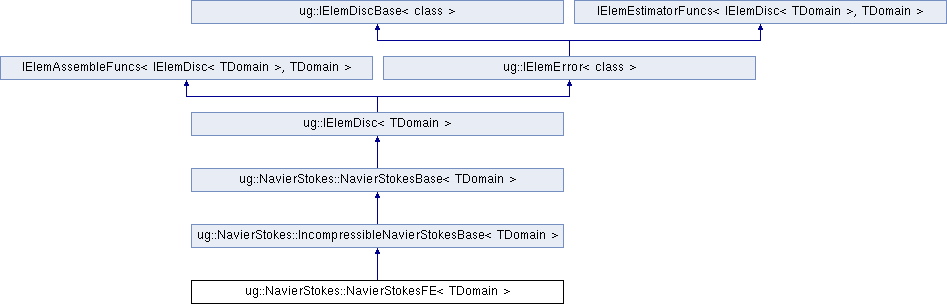 ug::IElemDiscBase< class >
IElemEstimatorFuncs< IElemDisc< TDomain >, TDomain >
IElemAssembleFuncs< IElemDisc< TDomain >, TDomain >
ug::IElemError< class >
ug::IElemDisc< TDomain >
ug::NavierStokes::NavierStokesBase< TDomain >
ug::NavierStokes::IncompressibleNavierStokesBase< TDomain >
ug::NavierStokes::NavierStokesFE< TDomain >